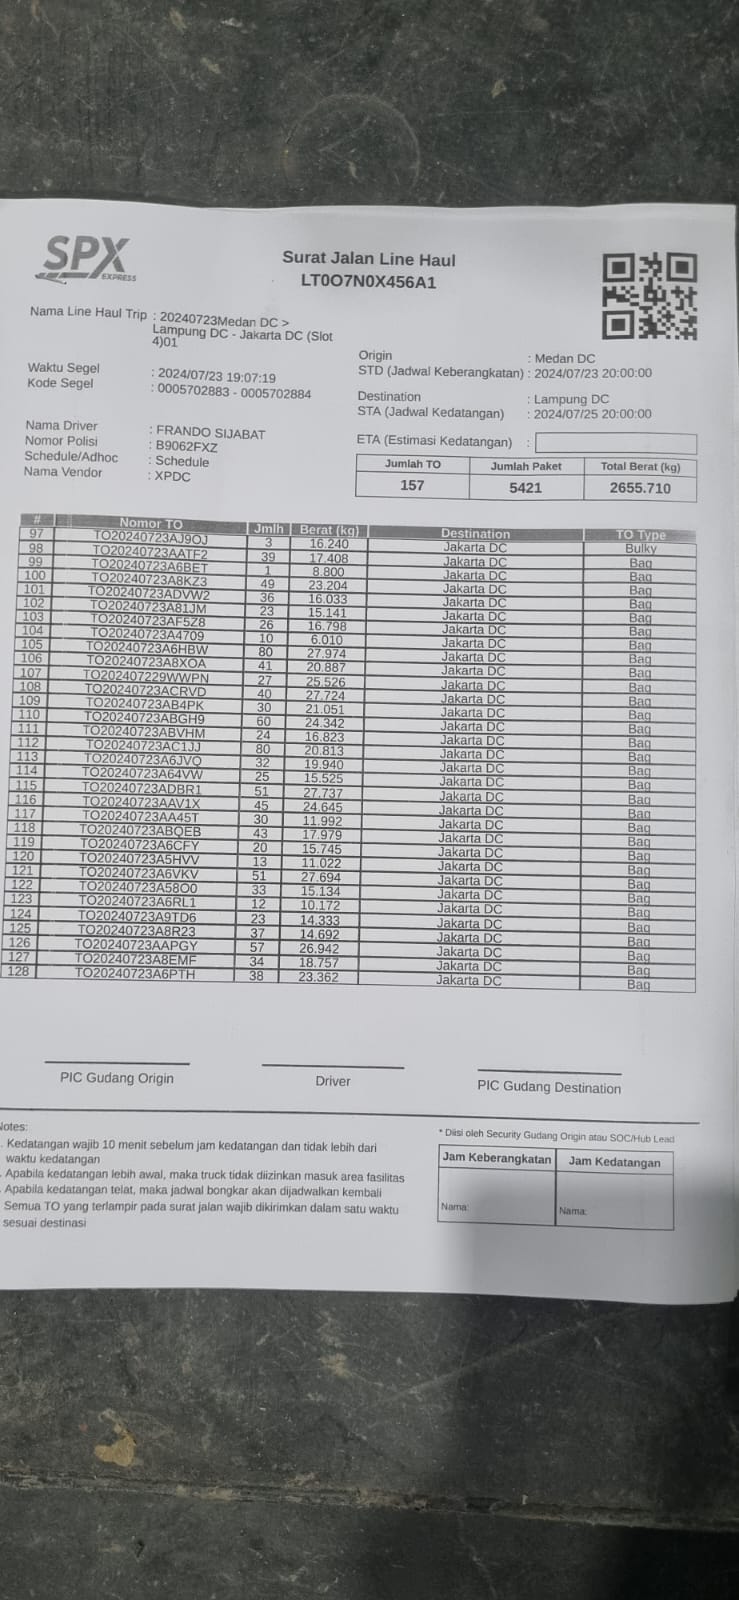 SPX
EXPRESS
Surat Jalan Line Haul
LT0O7N0X456A1
Nama Line Haul Trip : 20240723Medan DC >
Lampung DC - Jakarta DC (Slot
4)01
Waktu Segel : 2024/07/23 19:07:19
Kode Segel : 0005702883 - 0005702884
Nama Driver : FRANDO SIJABAT
Nomor Polisi : B9062FXZ
Schedule/Adhoc : Schedule
Nama Vendor : XPDC
Origin : Medan DC
STD (Jadwal Keberangkatan) : 2024/07/23 20:00:00
Destination : Lampung DC
STA (Jadwal Kedatangan) : 2024/07/25 20:00:00
ETA (Estimasi Kedatangan) :
Jumlah TO Jumlah Paket Total Berat (kg)
157 5421 2655.710
# Nomor TO Jmlh Berat (kg) Destination TO Type
97 TO20240723AJ9OJ 3 16.240 Jakarta DC Bulky
98 TO20240723AATF2 39 17.408 Jakarta DC Bag
99 TO20240723A6BET 1 8.800 Jakarta DC Bag
100 TO20240723A8KZ3 49 23.204 Jakarta DC Bag
101 TO20240723ADVW2 36 16.033 Jakarta DC Bag
102 TO20240723A81JM 23 15.141 Jakarta DC Bag
103 TO20240723AF5Z8 26 16.798 Jakarta DC Bag
104 TO20240723A4709 10 6.010 Jakarta DC Bag
105 TO20240723A6HBW 80 27.974 Jakarta DC Bag
106 TO20240723A8XOA 41 20.887 Jakarta DC Bag
107 TO202407229WWPN 27 25.526 Jakarta DC Bag
108 TO20240723ACRVD 40 27.724 Jakarta DC Bag
109 TO20240723AB4PK 30 21.051 Jakarta DC Bag
110 TO20240723ABGH9 60 24.342 Jakarta DC Bag
111 TO20240723ABVHM 24 16.823 Jakarta DC Bag
112 TO20240723AC1JJ 80 20.813 Jakarta DC Bag
113 TO20240723A6JVQ 32 19.940 Jakarta DC Bag
114 TO20240723A64VW 25 15.525 Jakarta DC Bag
115 TO20240723ADBR1 51 27.737 Jakarta DC Bag
116 TO20240723AAV1X 45 24.645 Jakarta DC Bag
117 TO20240723AA45T 30 11.992 Jakarta DC Bag
118 TO20240723ABQEB 43 17.979 Jakarta DC Bag
119 TO20240723A6CFY 20 15.745 Jakarta DC Bag
120 TO20240723A5HVV 13 11.022 Jakarta DC Bag
121 TO20240723A6VKV 51 27.694 Jakarta DC Bag
122 TO20240723A58O0 33 15.134 Jakarta DC Bag
123 TO20240723A6RL1 12 10.172 Jakarta DC Bag
124 TO20240723A9TD6 23 14.333 Jakarta DC Bag
125 TO20240723A8R23 37 14.692 Jakarta DC Bag
126 TO20240723AAPGY 57 26.942 Jakarta DC Bag
127 TO20240723A8EMF 34 18.757 Jakarta DC Bag
128 TO20240723A6PTH 38 23.362 Jakarta DC Bag
PIC Gudang Origin Driver PIC Gudang Destination
Notes:
. Kedatangan wajib 10 menit sebelum jam kedatangan dan tidak lebih dari
waktu kedatangan
. Apabila kedatangan lebih awal, maka truck tidak diizinkan masuk area fasilitas
. Apabila kedatangan telat, maka jadwal bongkar akan dijadwalkan kembali
Semua TO yang terlampir pada surat jalan wajib dikirimkan dalam satu waktu
sesuai destinasi
* Diisi oleh Security Gudang Origin atau SOC/Hub Lead
Jam Keberangkatan Jam Kedatangan
Nama: Nama: